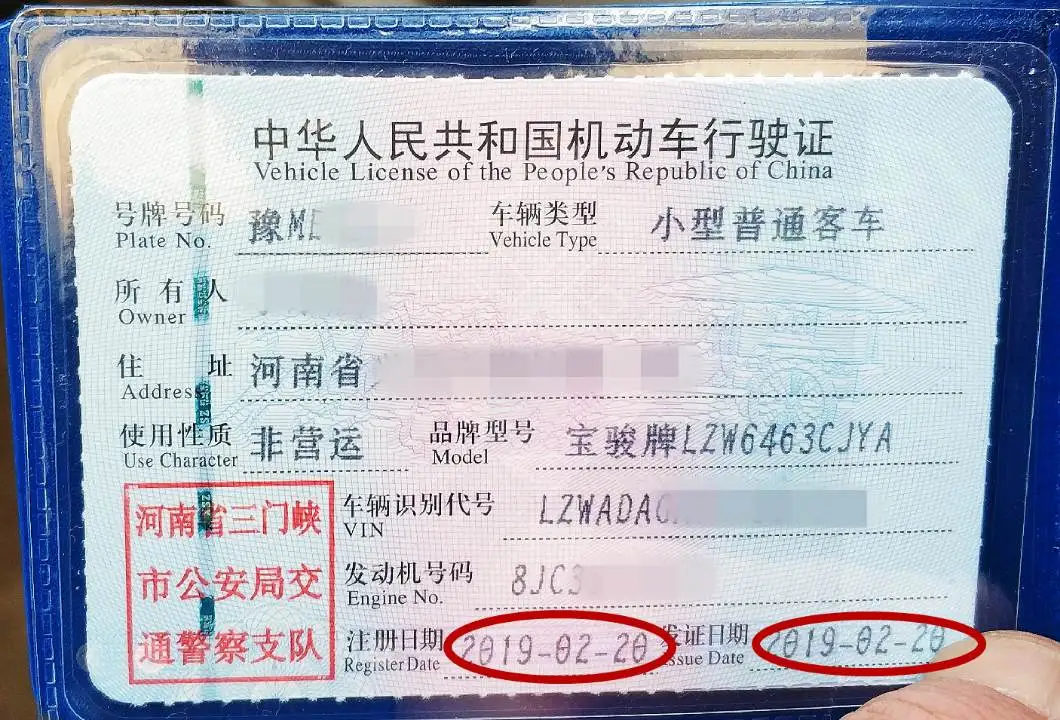 中华人民共和国机动车行驶证
Vehicle License of the People's Republic of China
号牌号码 豫ME 车辆类型 小型普通客车
Plate No. Vehicle Type
所有人
Owner
住址 河南省
Address
使用性质 非营运 品牌型号 宝骏牌LZW6463CJYA
Use Character Model
河南省三门峡
市公安局交
通警察支队
车辆识别代号 LZWADAG
VIN
发动机号码 8JC3
Engine No.
注册日期 2019-02-20 发证日期 2019-02-20
Register Date Issue Date